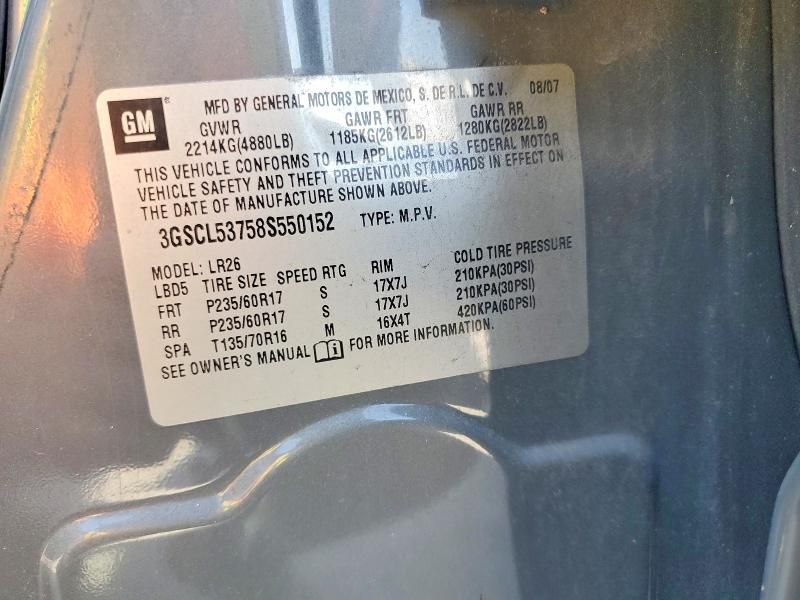 GM ® MFD BY GENERAL MOTORS DE MEXICO, S. DE R.L. DE C.V. 08/07
GVWR GAWR FRT GAWR RR
2214KG(4880LB) 1185KG(2612LB) 1280KG(2822LB)
THIS VEHICLE CONFORMS TO ALL APPLICABLE U.S. FEDERAL MOTOR
VEHICLE SAFETY AND THEFT PREVENTION STANDARDS IN EFFECT ON
THE DATE OF MANUFACTURE SHOWN ABOVE.
3GSCL53758S550152 TYPE: M.P.V.
MODEL: LR26
LBD5 TIRE SIZE SPEED RTG RIM COLD TIRE PRESSURE
FRT P235/60R17 S 17X7J 210KPA(30PSI)
RR P235/60R17 S 17X7J 210KPA(30PSI)
SPA T135/70R16 M 16X4T 420KPA(60PSI)
SEE OWNER'S MANUAL FOR MORE INFORMATION.